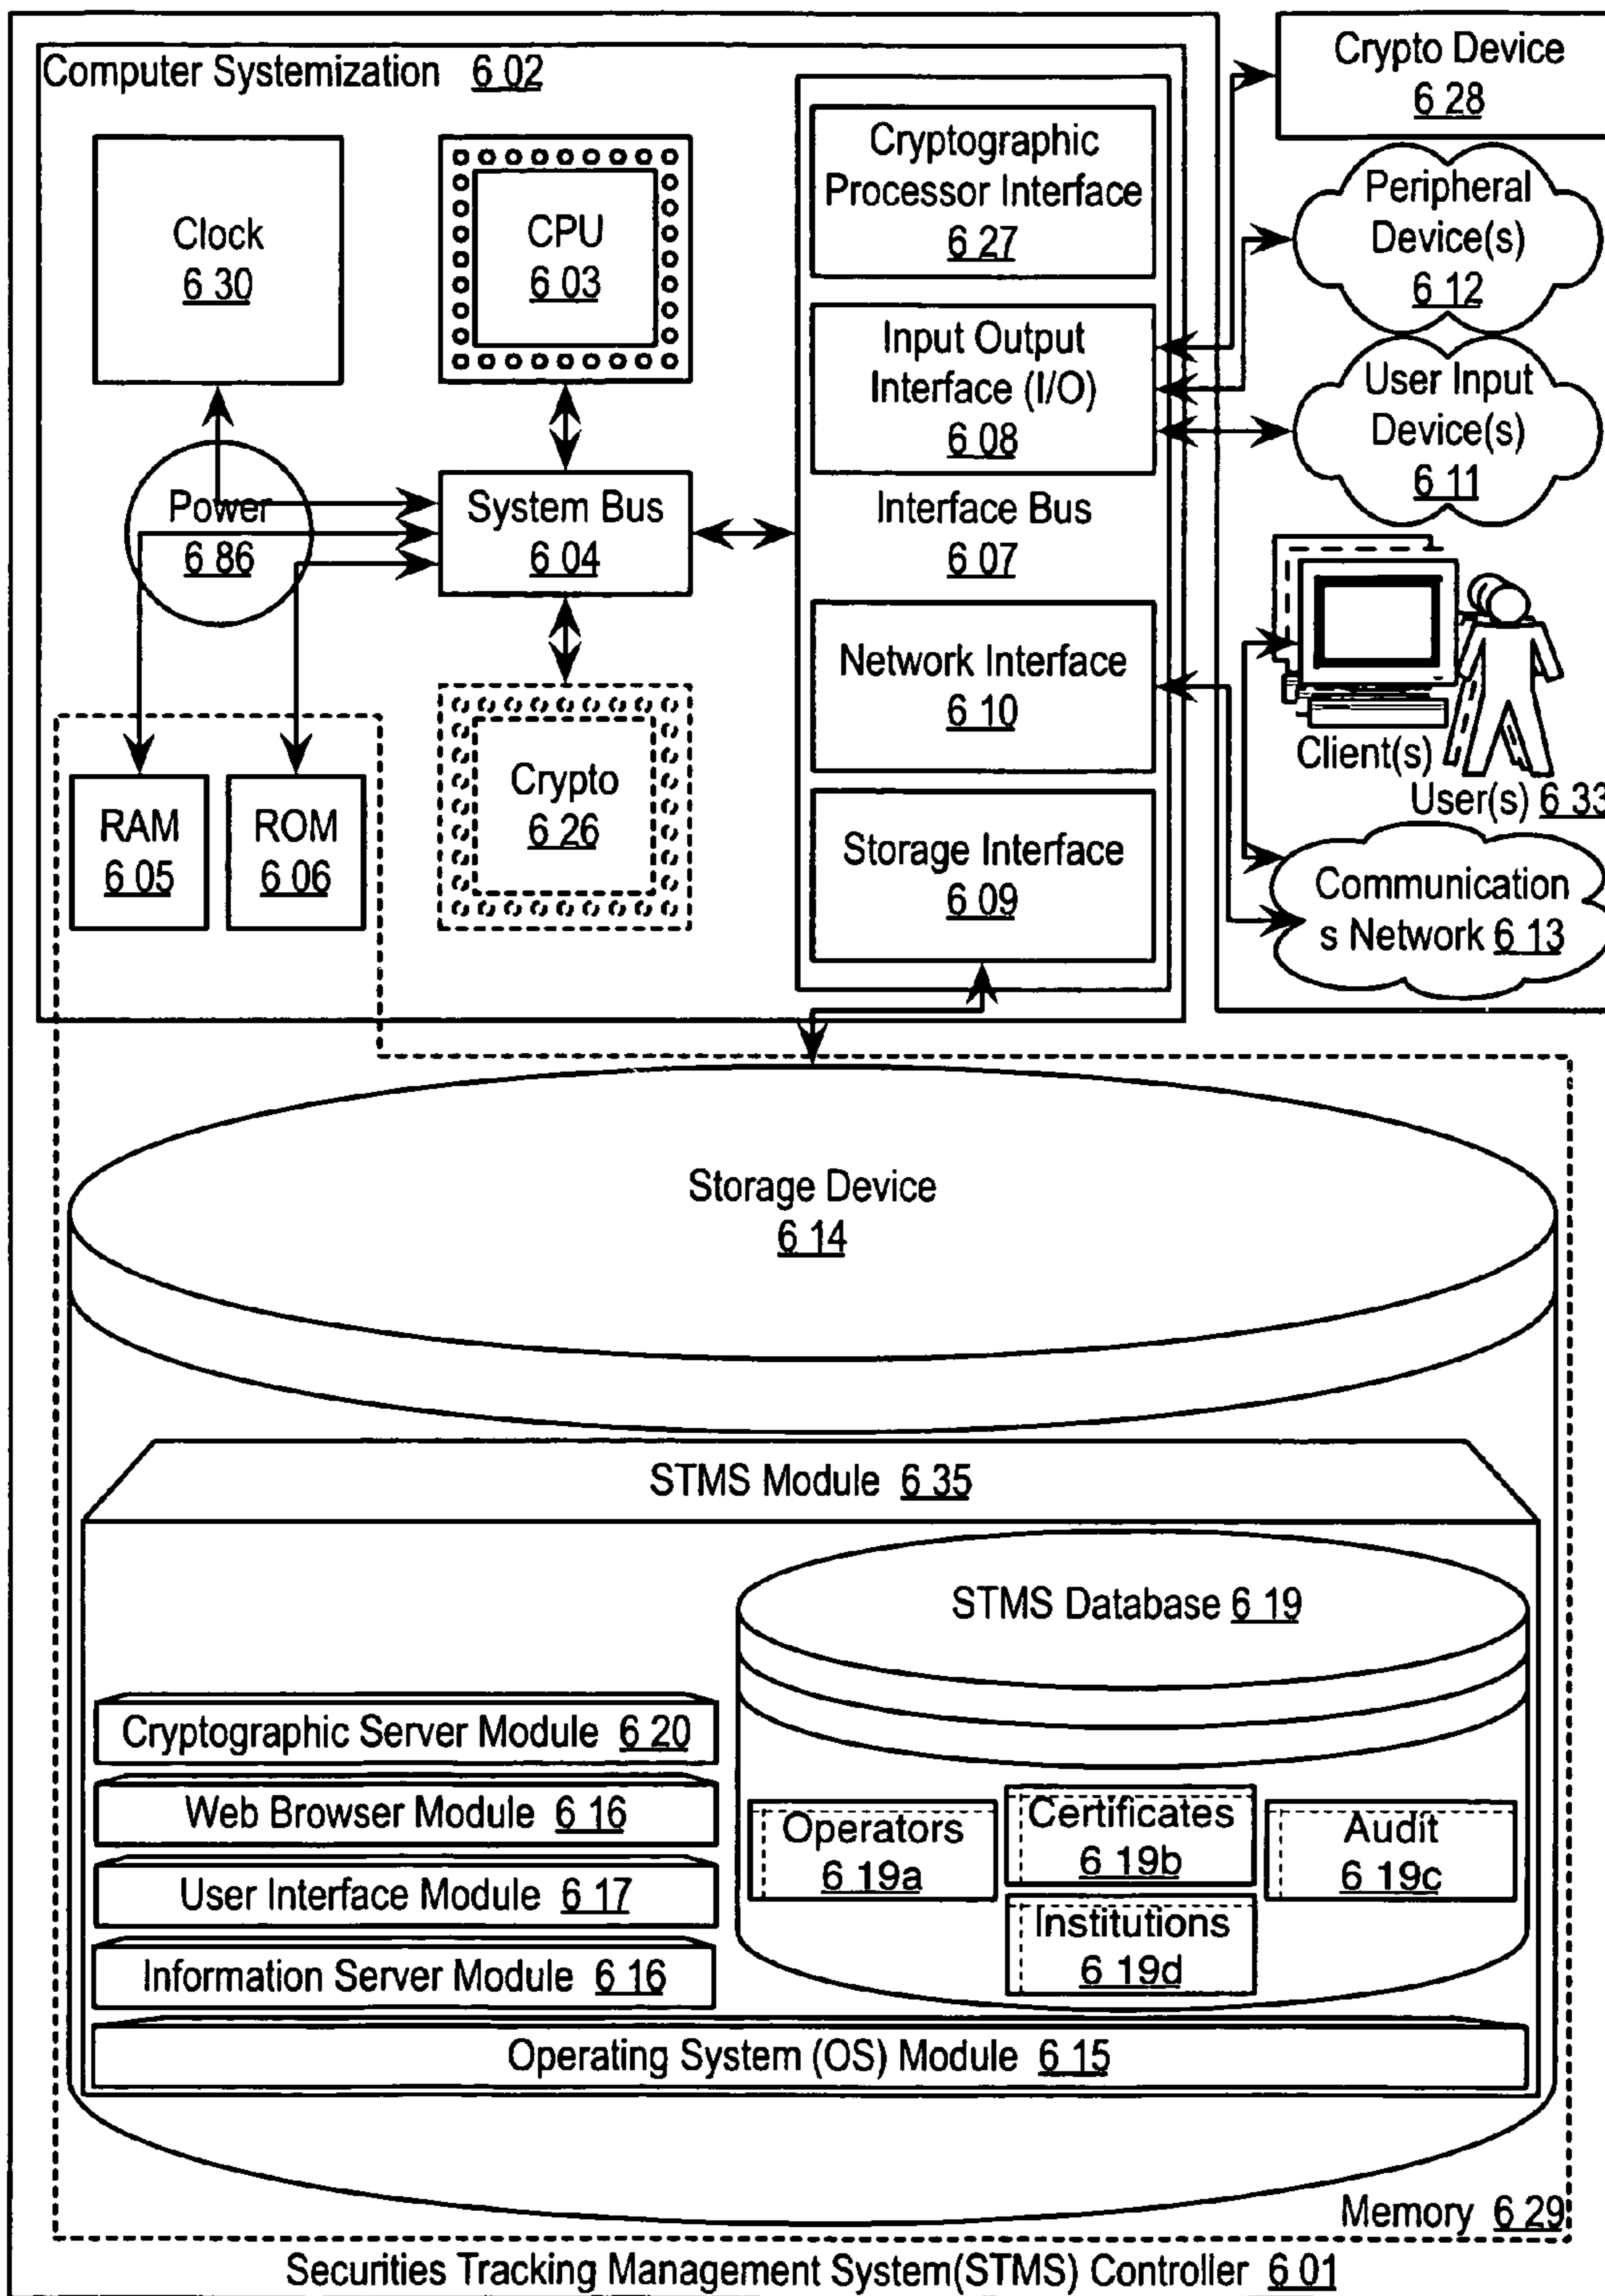 Computer Systemization 6 02
Clock
6 30
CPU
6 03
Power
6 86
System Bus
6 04
RAM
6 05
ROM
6 06
Crypto
6 26
Cryptographic
Processor Interface
6 27
Input Output
Interface (I/O)
6 08
Interface Bus
6 07
Network Interface
6 10
Storage Interface
6 09
Crypto Device
6 28
Peripheral
Device(s)
6 12
User Input
Device(s)
6 11
Client(s)
User(s) 6 33
Communication
s Network 6 13
Storage Device
6 14
STMS Module 6 35
STMS Database 6 19
Cryptographic Server Module 6 20
Web Browser Module 6 16
User Interface Module 6 17
Information Server Module 6 16
Operators
6 19a
Certificates
6 19b
Audit
6 19c
Institutions
6 19d
Operating System (OS) Module 6 15
Memory 6 29
Securities Tracking Management System(STMS) Controller 6 01